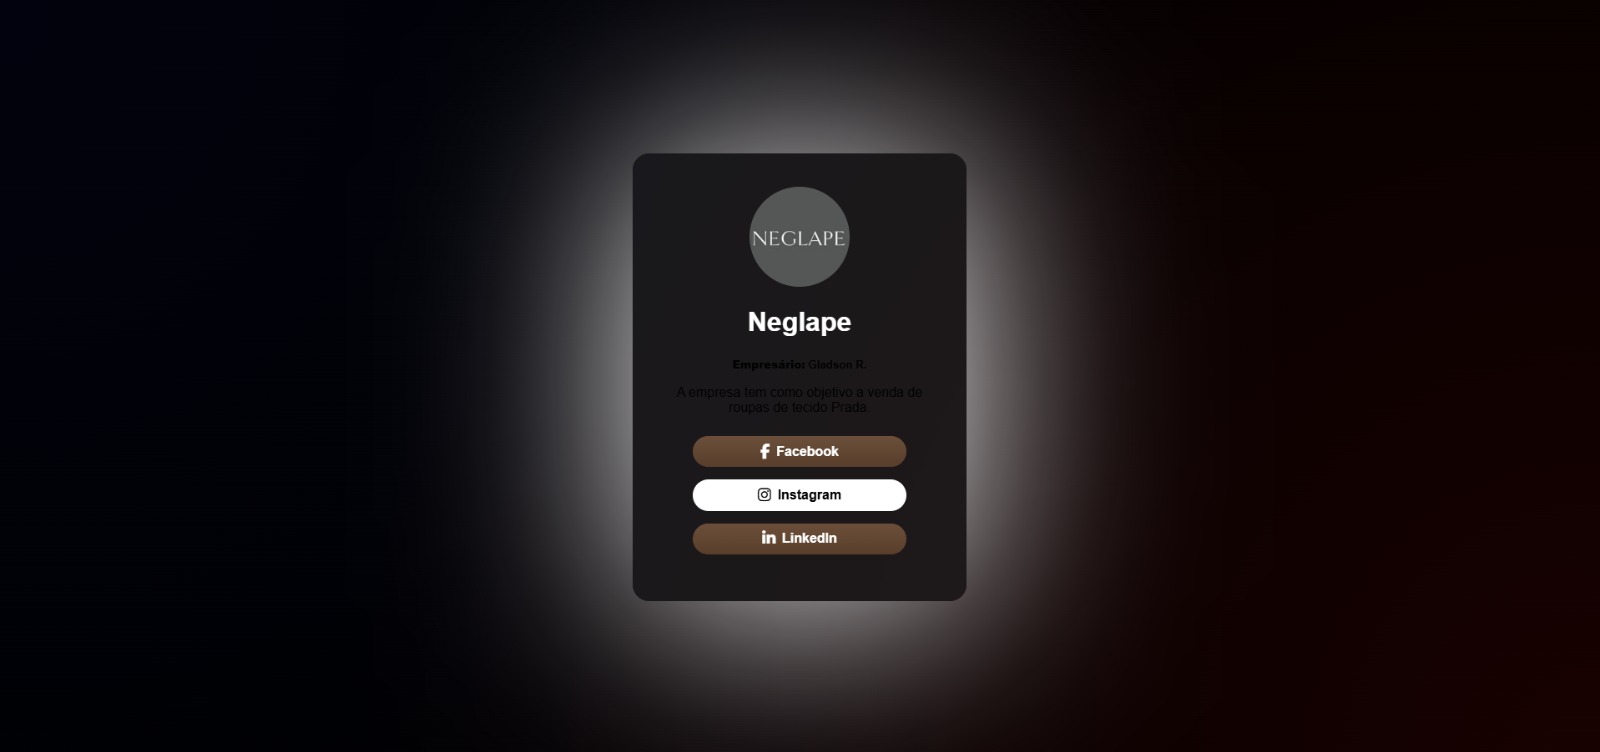 NEGLAPE
Neglape
Empresário: Gladson R.
A empresa tem como objetivo a venda de
roupas de tecido Prada.
Facebook
Instagram
LinkedIn